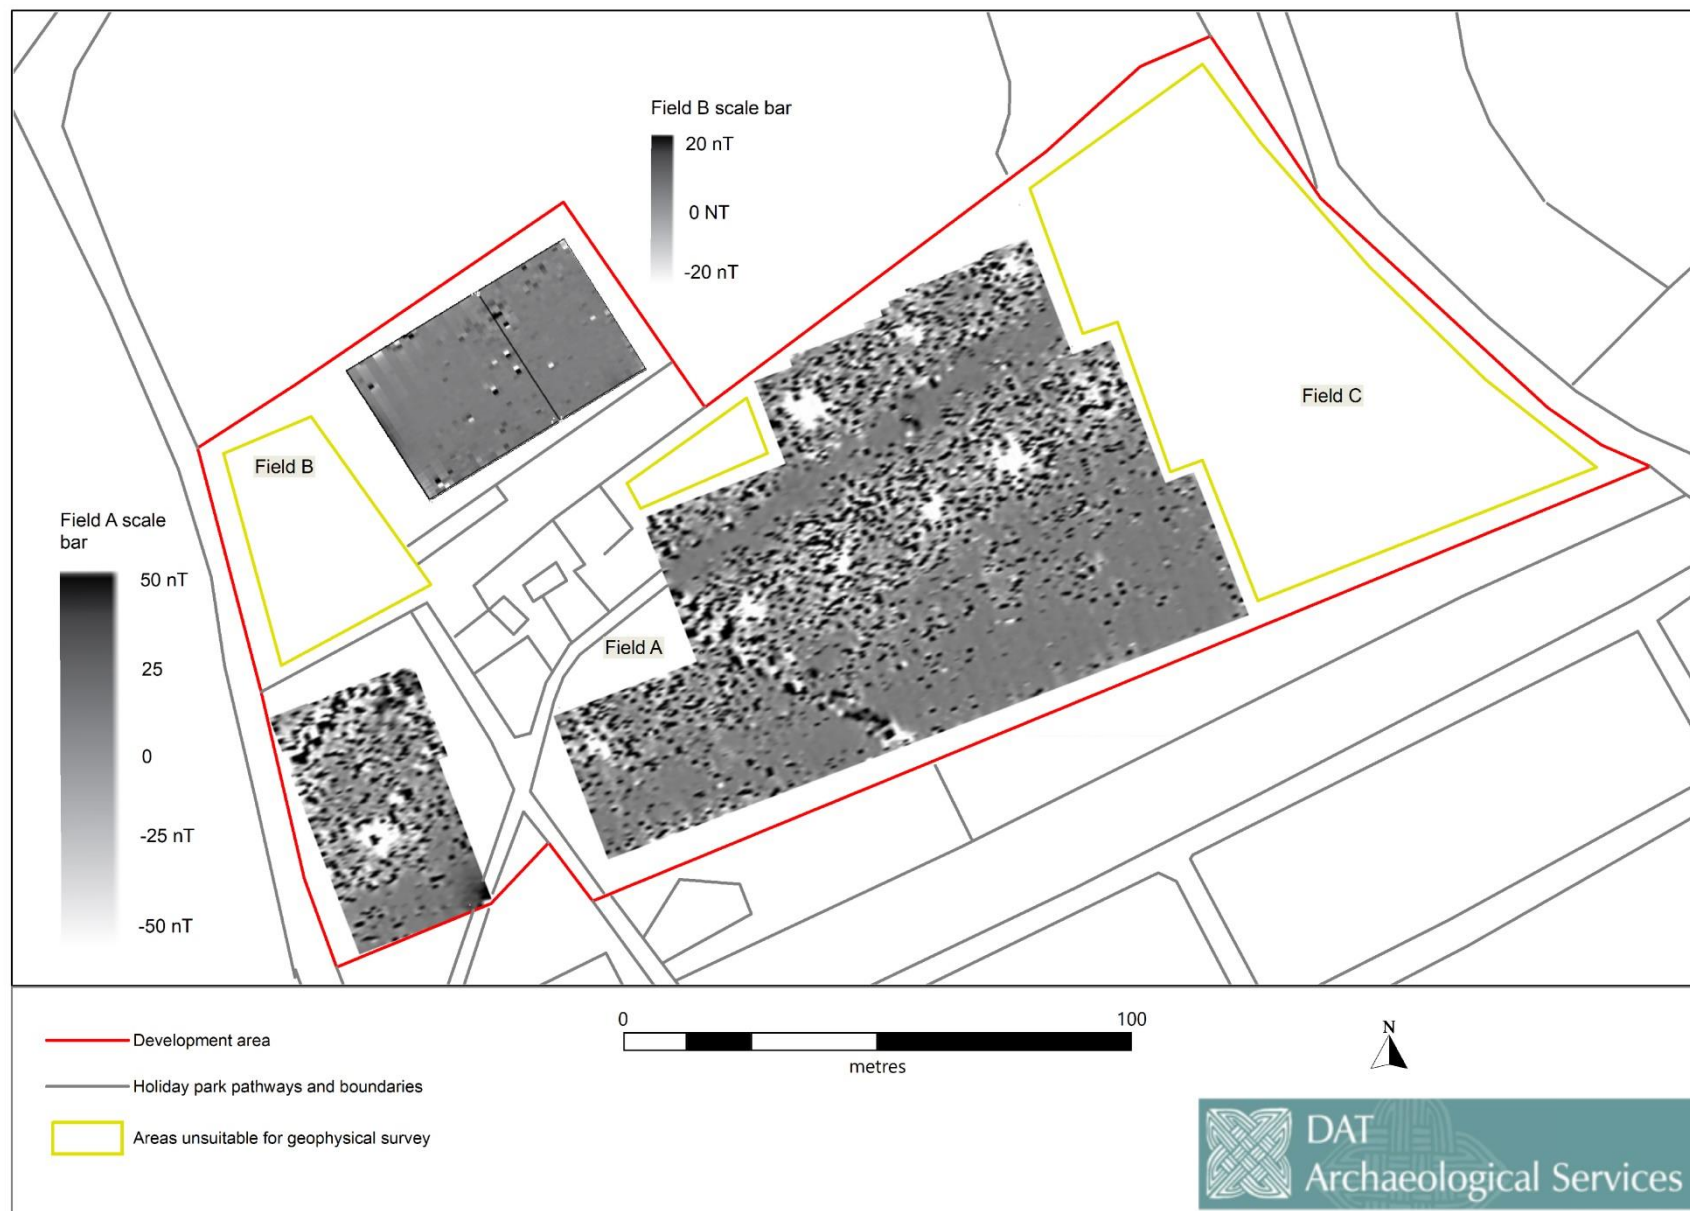 Field B scale bar
20 nT
0 NT
-20 nT
Field C
Field B
Field A scale
bar
50 nT
25
0
-25 nT
-50 nT
Field A
Development area
Holiday park pathways and boundaries
Areas unsuitable for geophysical survey
0 100
metres
N
DAT
Archaeological Services